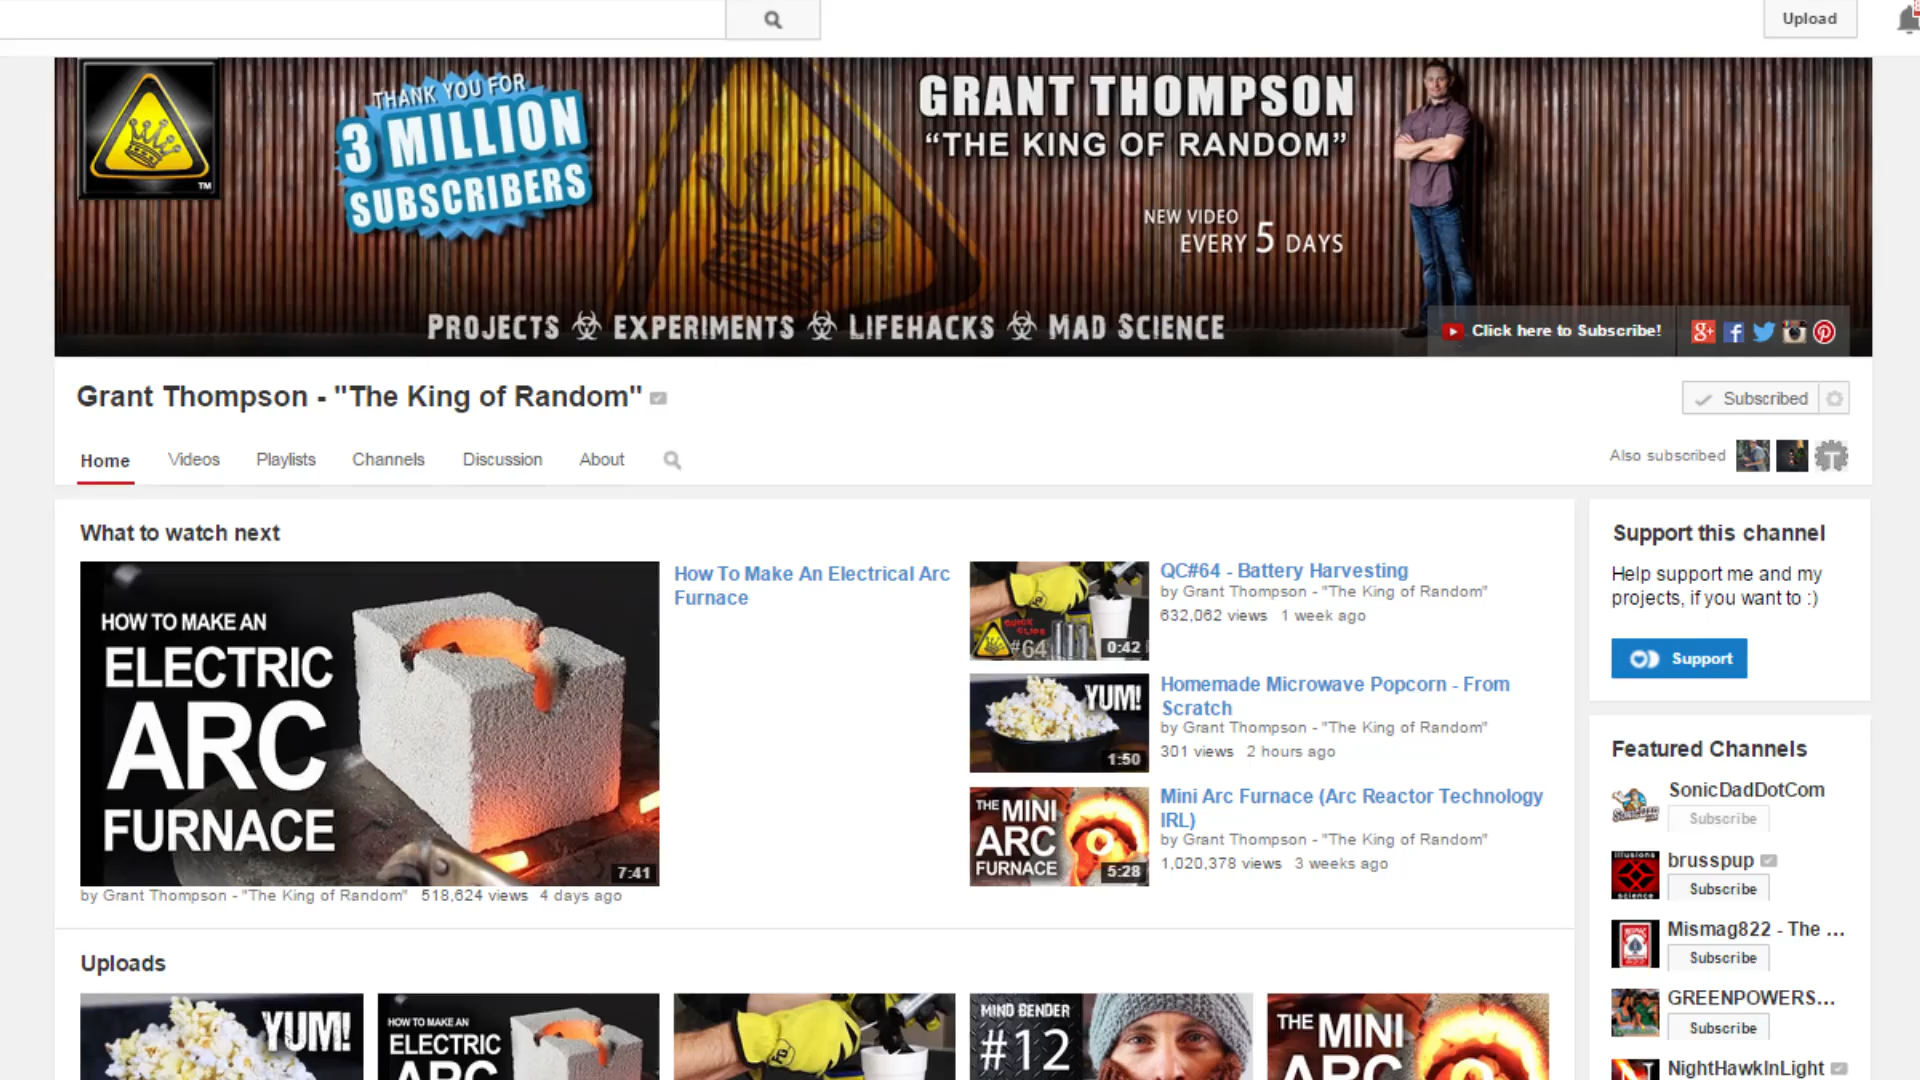 Upload
THANK YOU FOR
3 MILLION
SUBSCRIBERS
GRANT THOMPSON
“THE KING OF RANDOM”
NEW VIDEO
EVERY 5 DAYS
TM
PROJECTS EXPERIMENTS LIFEHACKS MAD SCIENCE
Click here to Subscribe!
Grant Thompson - "The King of Random"
Subscribed
Home Videos Playlists Channels Discussion About
Also subscribed
What to watch next
HOW TO MAKE AN
ELECTRIC
ARC
FURNACE
7:41
How To Make An Electrical Arc
Furnace
by Grant Thompson - "The King of Random" 518,624 views 4 days ago
QUICK
CLIPS
#64
0:42
QC#64 - Battery Harvesting
by Grant Thompson - "The King of Random"
632,062 views 1 week ago
YUM!
1:50
Homemade Microwave Popcorn - From
Scratch
by Grant Thompson - "The King of Random"
301 views 2 hours ago
THE MINI
ARC
FURNACE
5:28
Mini Arc Furnace (Arc Reactor Technology
IRL)
by Grant Thompson - "The King of Random"
1,020,378 views 3 weeks ago
Support this channel
Help support me and my
projects, if you want to :)
Support
Featured Channels
SonicDadDotCom
Subscribe
illusions
science
brusspup
Subscribe
Mismag822 - The ...
Subscribe
GREENPOWERS...
Subscribe
NightHawkInLight
Uploads
YUM!
HOW TO MAKE AN
ELECTRIC
ARC
MIND BENDER
#12
THE MINI
ARC